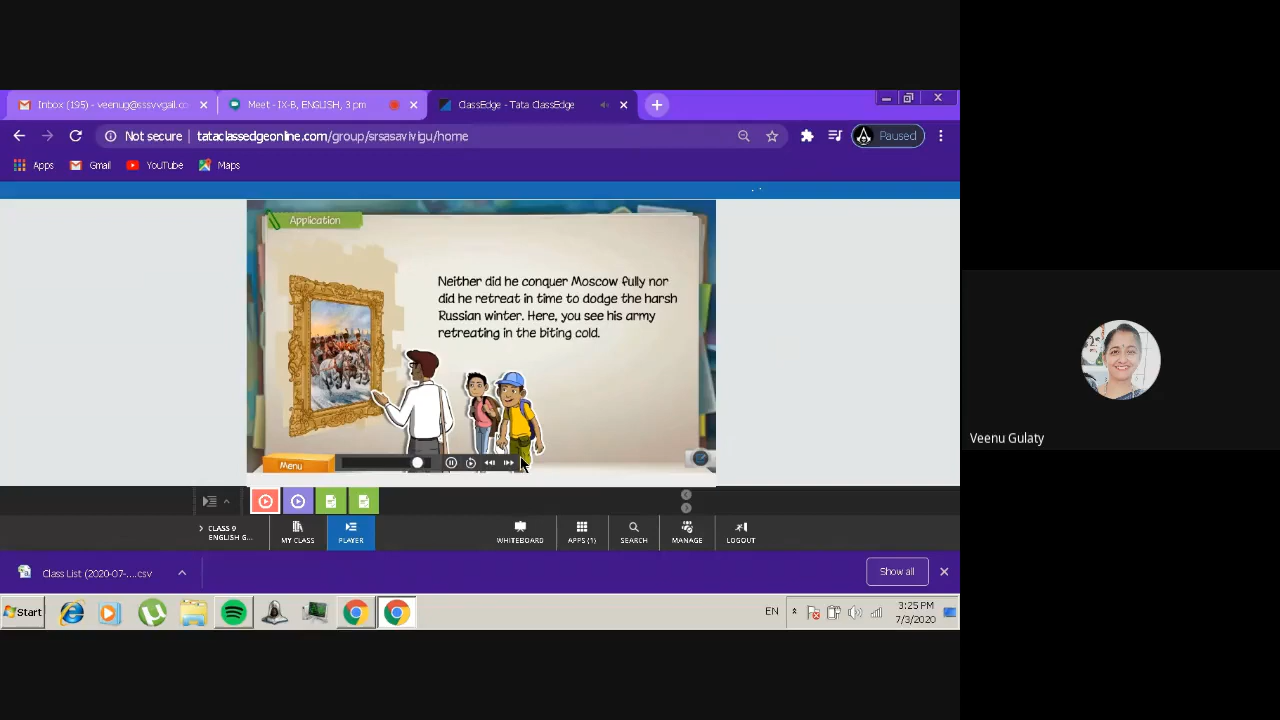 Inbox (195) - veenug@sssvvgail.co
Meet - IX-B, ENGLISH, 3 pm
ClassEdge - Tata ClassEdge
Not secure | tataclassedgeonline.com/group/srsasavivigu/home
Paused
Apps
Gmail
YouTube
Maps
Application
Neither did he conquer Moscow fully nor
did he retreat in time to dodge the harsh
Russian winter. Here, you see his army
retreating in the biting cold.
Menu
Veenu Gulaty
CLASS 9
ENGLISH G...
MY CLASS
PLAYER
WHITEBOARD
APPS (1)
SEARCH
MANAGE
LOGOUT
Class List (2020-07-....csv
Show all
Start
EN
3:25 PM
7/3/2020